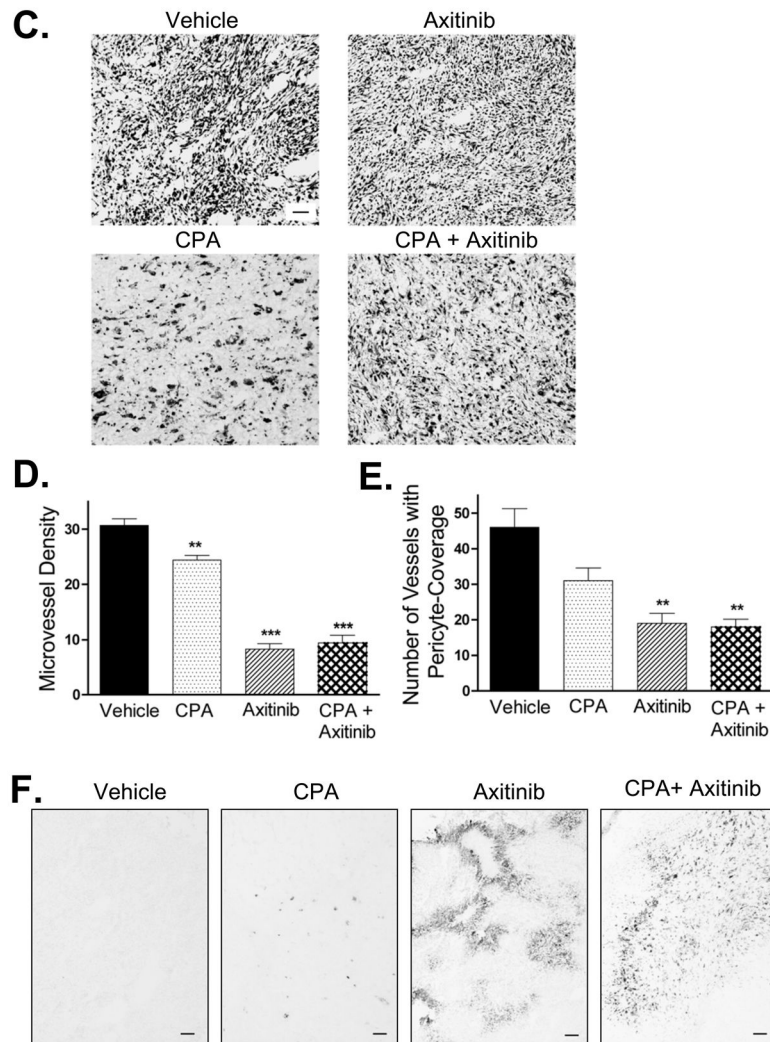 C.
Vehicle
Axitinib
CPA
CPA + Axitinib
D.
Microvessel Density
30
20
10
0
**
***
***
Vehicle
CPA
Axitinib
CPA +
Axitinib
E.
Number of Vessels with
Pericyte-Coverage
50
40
30
20
10
0
**
**
Vehicle
CPA
Axitinib
CPA +
Axitinib
F.
Vehicle
CPA
Axitinib
CPA+ Axitinib